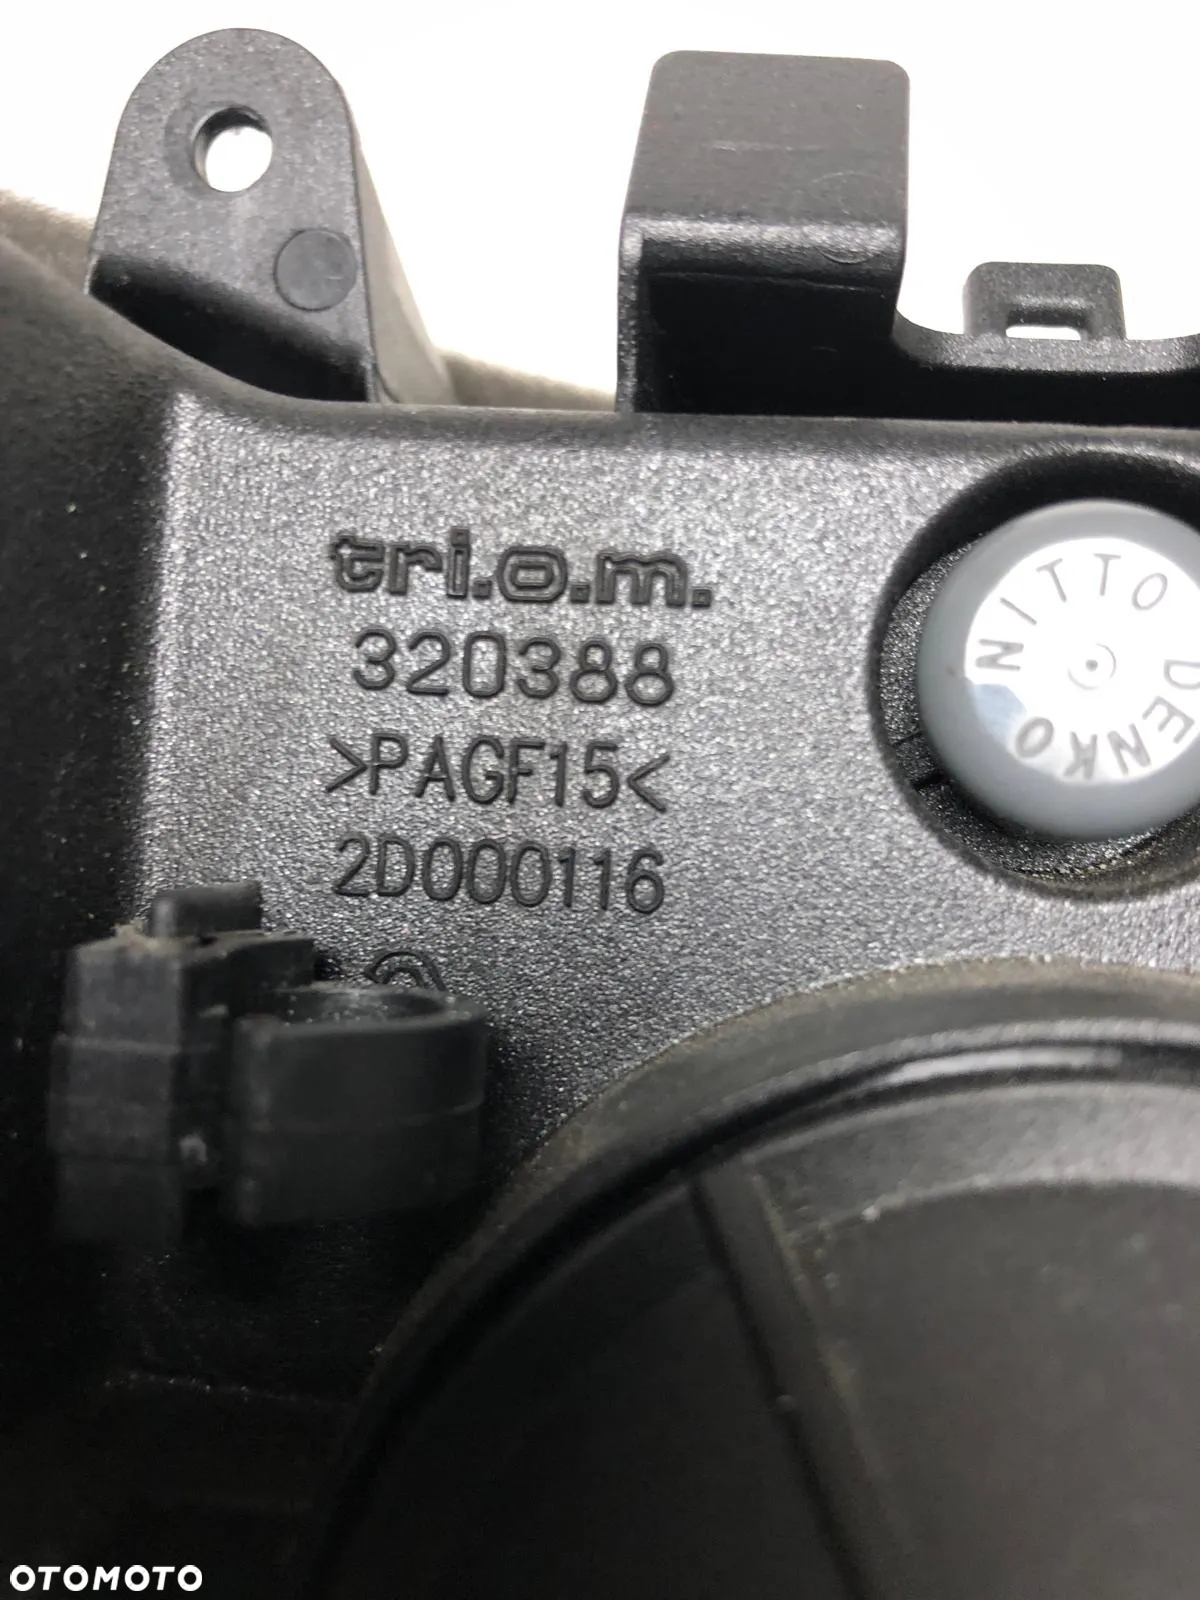 tri.o.m.
320388
>PAGF15<
2D000116
NITTO DENKO
OTOMOTO